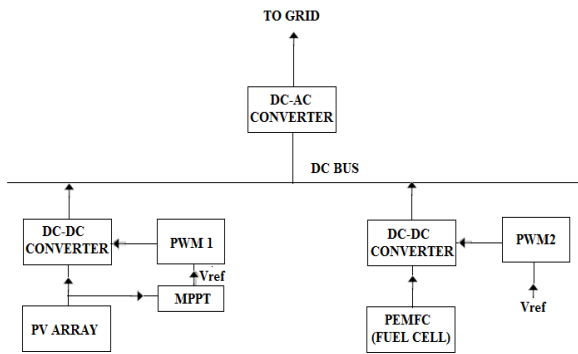 TO GRID
DC-AC
CONVERTER
DC BUS
DC-DC
CONVERTER
PWM 1
Vref
MPPT
PV ARRAY
DC-DC
CONVERTER
PWM2
Vref
PEMFC
(FUEL CELL)